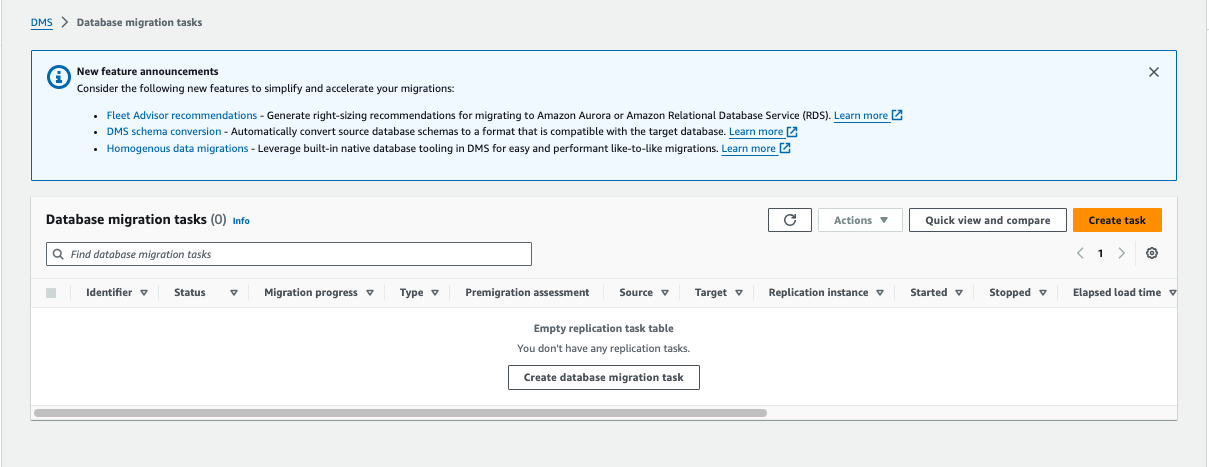 DMS > Database migration tasks
New feature announcements
Consider the following new features to simplify and accelerate your migrations:
• Fleet Advisor recommendations - Generate right-sizing recommendations for migrating to Amazon Aurora or Amazon Relational Database Service (RDS). Learn more
• DMS schema conversion - Automatically convert source database schemas to a format that is compatible with the target database. Learn more
• Homogenous data migrations - Leverage built-in native database tooling in DMS for easy and performant like-to-like migrations. Learn more
Database migration tasks (0) Info Actions Quick view and compare Create task
Find database migration tasks 1
Identifier Status Migration progress Type Premigration assessment Source Target Replication instance Started Stopped Elapsed load time
Empty replication task table
You don't have any replication tasks.
Create database migration task